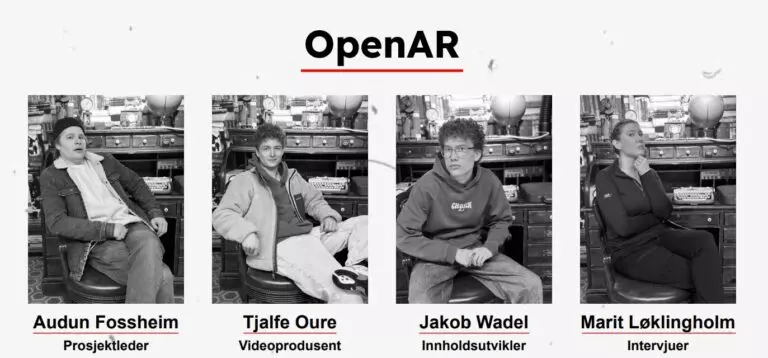 OpenAR
Audun Fossheim
Tjalfe Oure
Jakob Wadel
Marit Løklingholm
Prosjektleder
Videoprodusent
Innholdsutvikler
Intervjuer